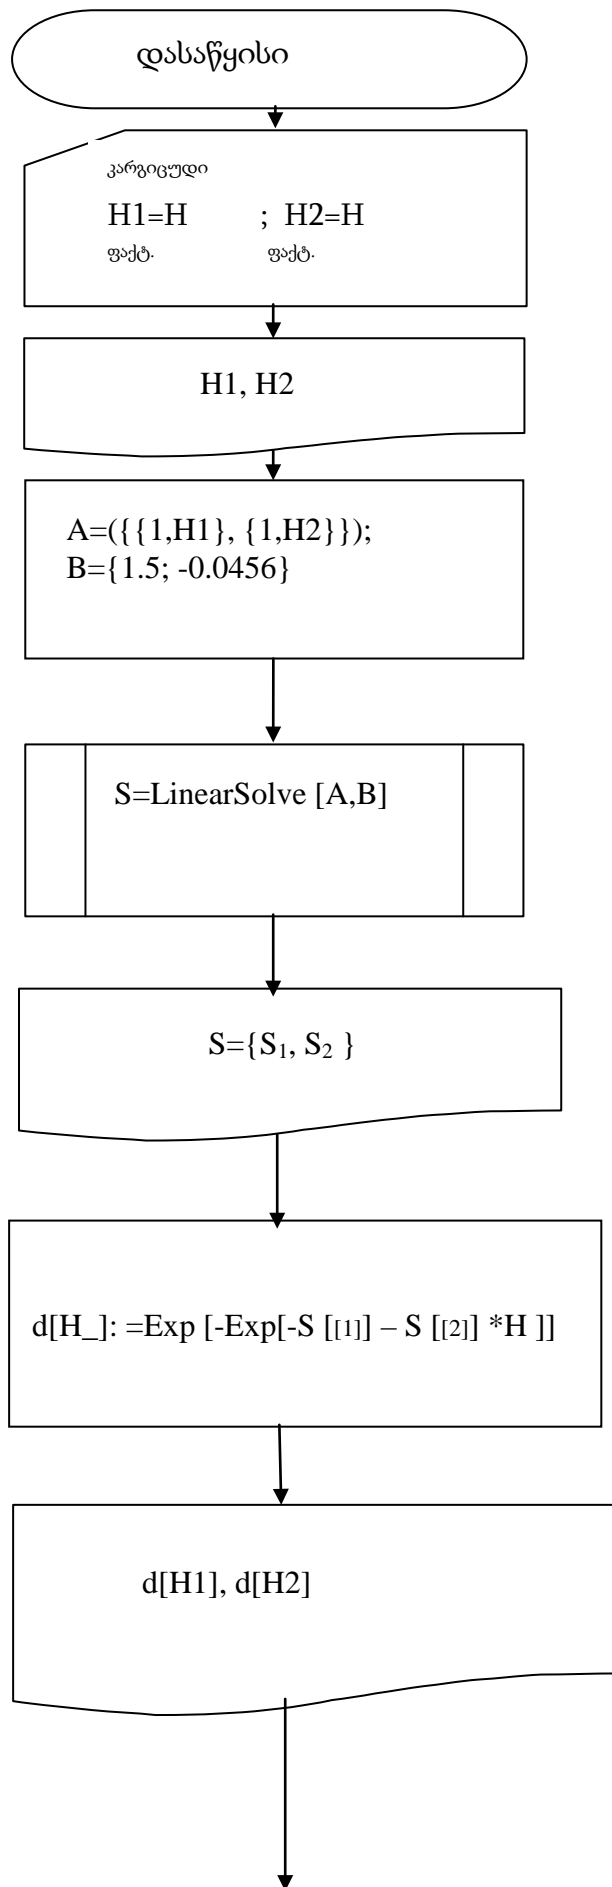 დასაწყისი
კარგიცუდი
H1=H ; H2=H
ფაქტ. ფაქტ.
H1, H2
A=({{1,H1}, {1,H2}});
B={1.5; -0.0456}
S=LinearSolve [A,B]
S={S₁, S₂ }
d[H_]: =Exp [-Exp[-S [[1]] – S [[2]] *H ]]
d[H1], d[H2]